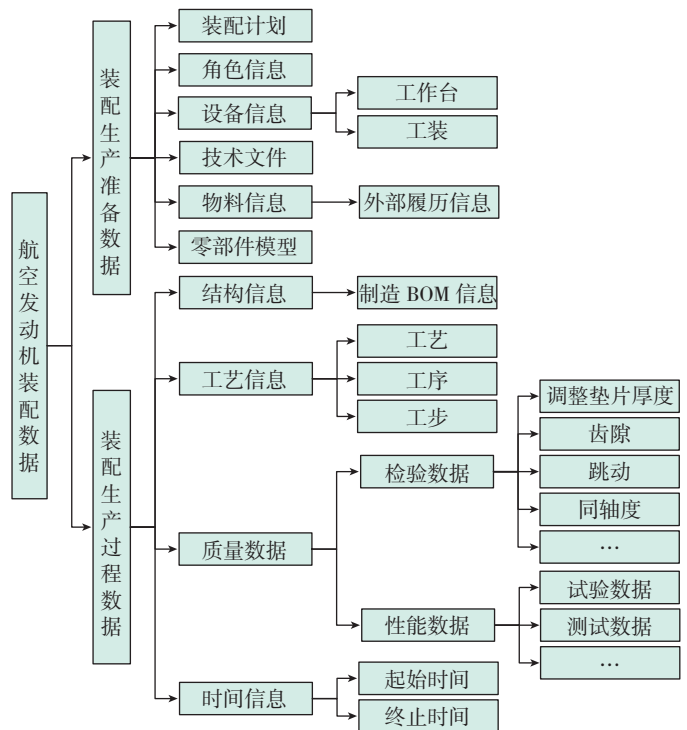 航空发动机装配数据
装配生产准备数据
装配计划
角色信息
设备信息
工作台
工装
技术文件
物料信息
外部履历信息
零部件模型
装配生产过程数据
结构信息
制造 BOM 信息
工艺信息
工艺
工序
工步
质量数据
检验数据
调整垫片厚度
齿隙
跳动
同轴度
…
性能数据
试验数据
测试数据
…
时间信息
起始时间
终止时间